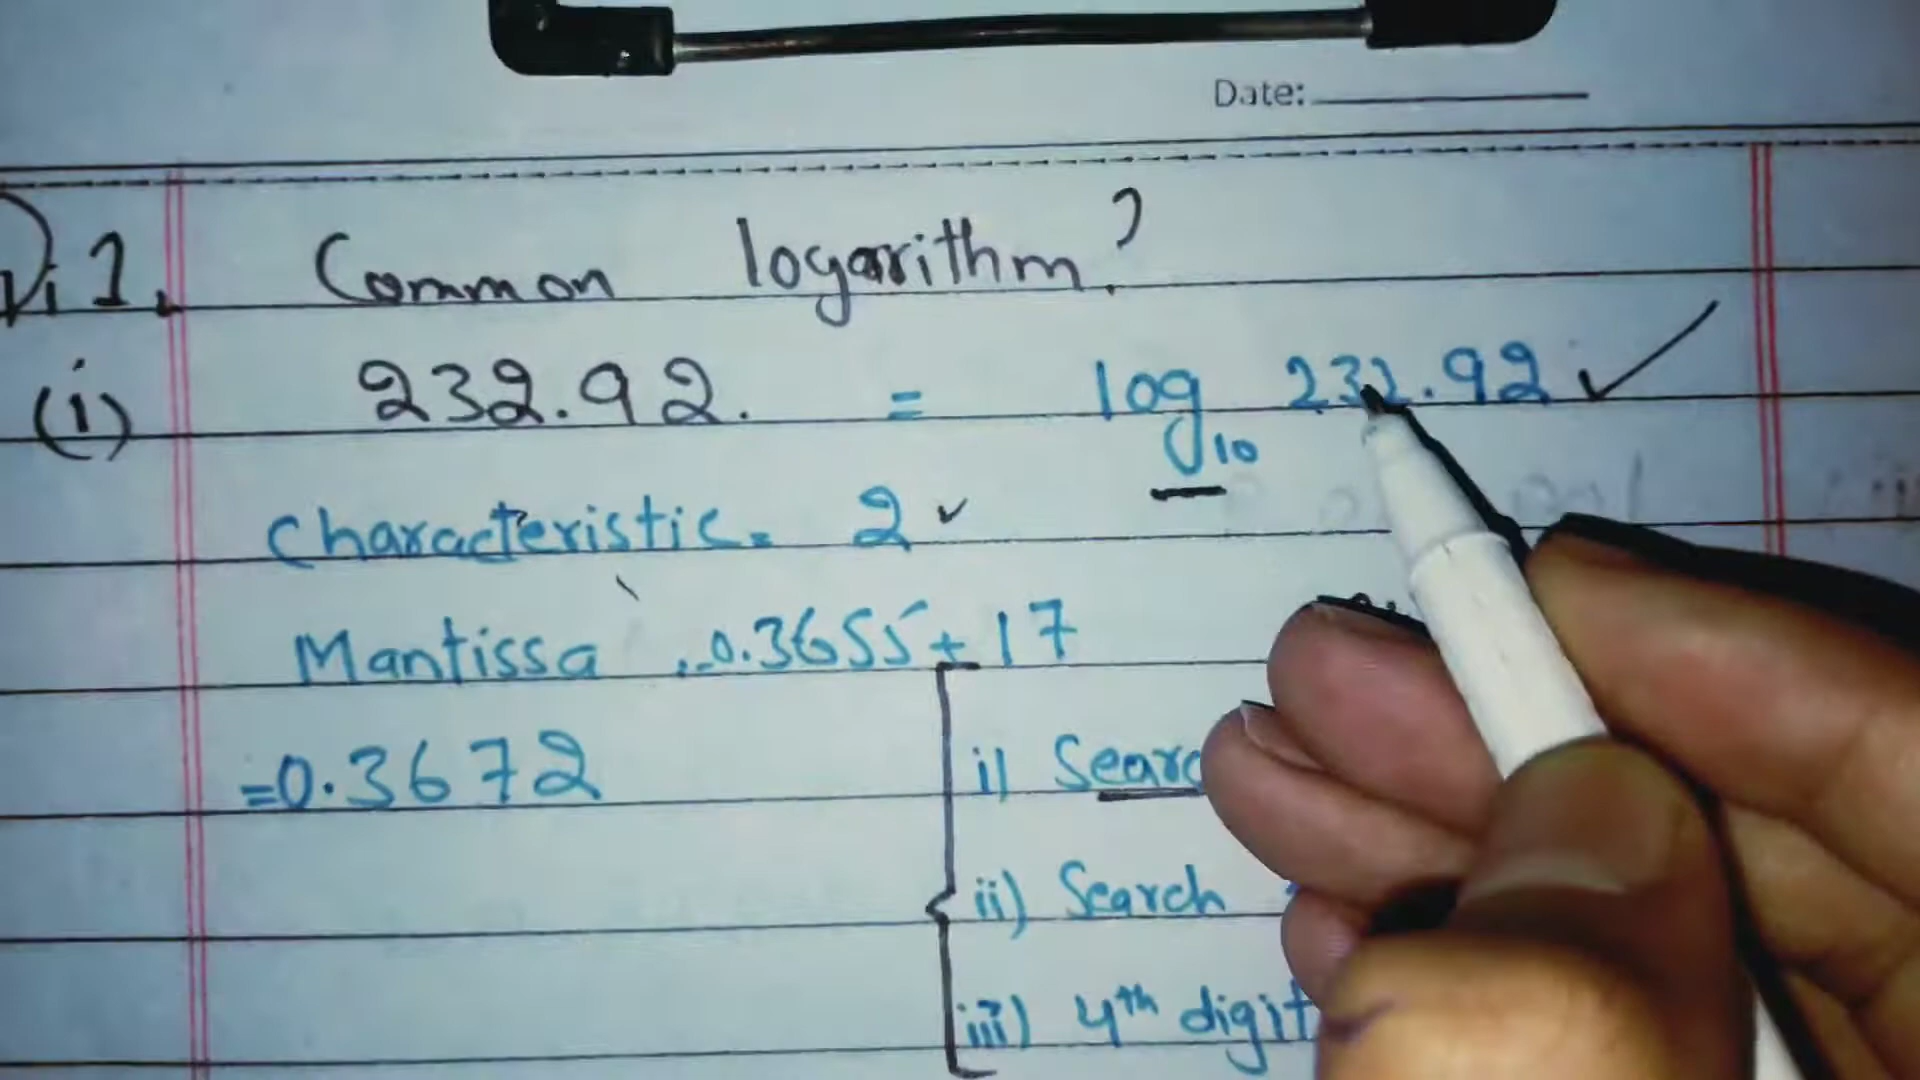 Date:
1. Common logarithm?
(i) 232.92. = log10 232.92 ✓
Characteristic = 2 ✓
Mantissa = 0.3655 + 17
=0.3672
i) Searc
ii) Search
iii) 4th digit